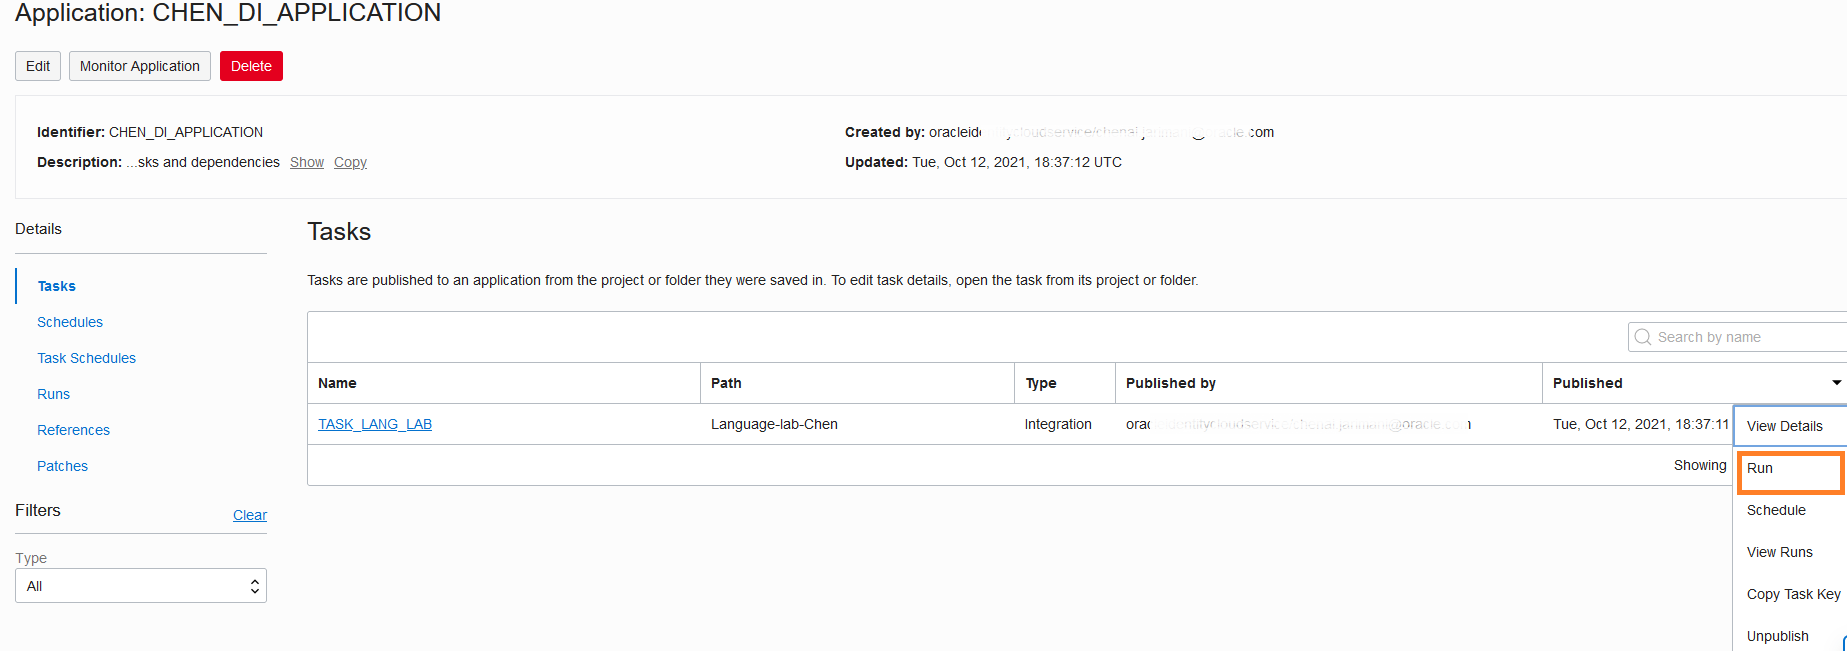 Application: CHEN_DI_APPLICATION
Edit Monitor Application Delete
Identifier: CHEN_DI_APPLICATION
Created by: oracleide .com
Description: ...sks and dependencies Show Copy
Updated: Tue, Oct 12, 2021, 18:37:12 UTC
Details
Tasks
Schedules
Task Schedules
Runs
References
Patches
Filters Clear
Type
All
Tasks
Tasks are published to an application from the project or folder they were saved in. To edit task details, open the task from its project or folder.
Search by name
Name Path Type Published by Published
TASK_LANG_LAB Language-lab-Chen Integration Tue, Oct 12, 2021, 18:37:11
Showing
View Details
Run
Schedule
View Runs
Copy Task Key
Unpublish